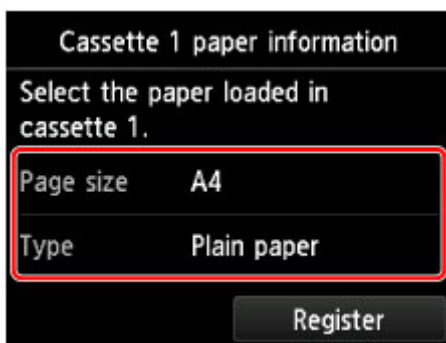 Cassette 1 paper information
Select the paper loaded in
cassette 1.
Page size A4
Type Plain paper
Register